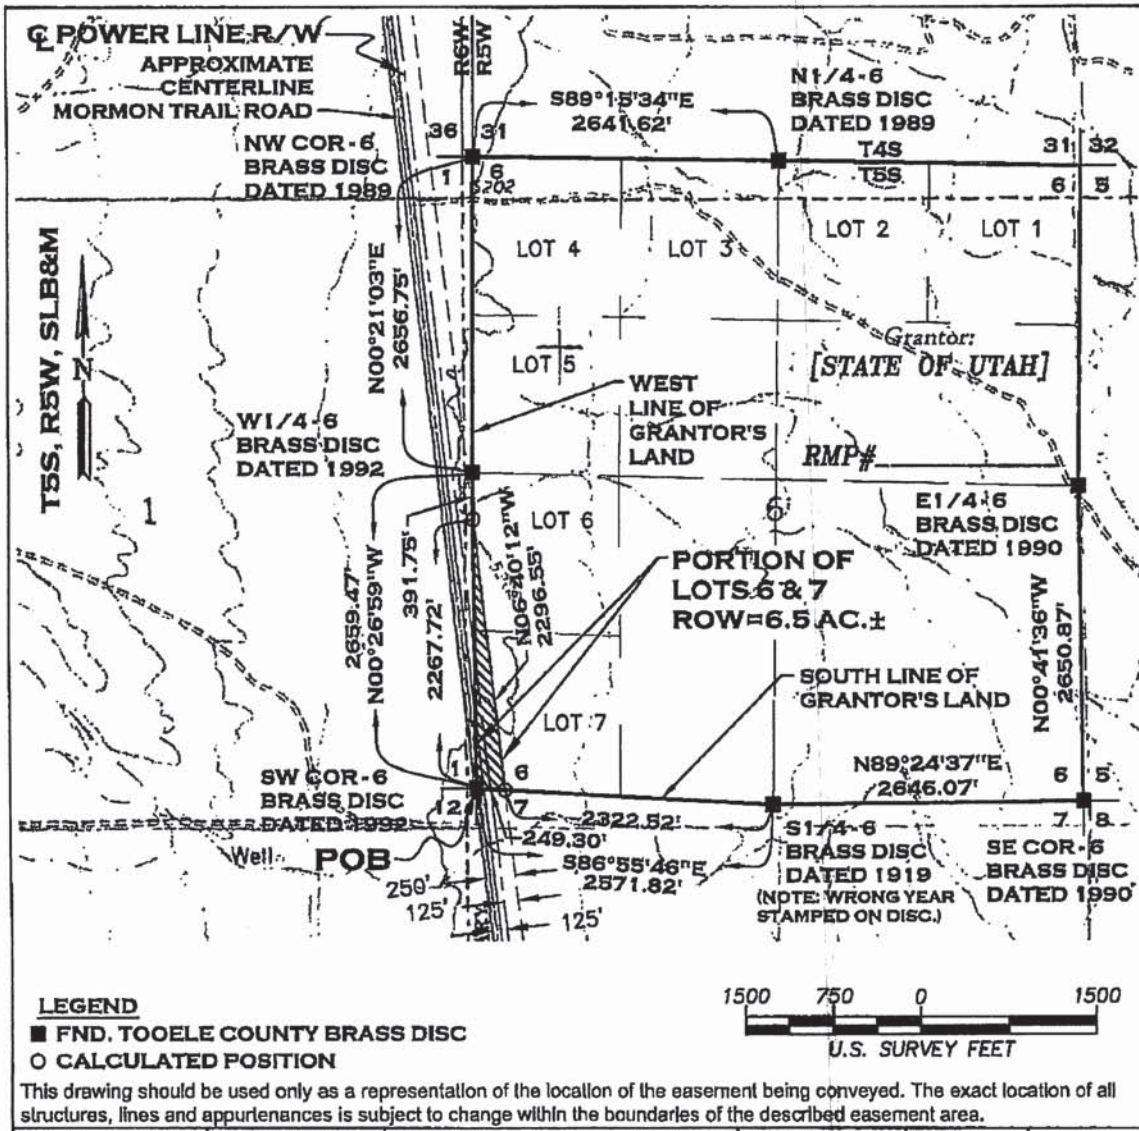 ℄ POWER LINE R/W
APPROXIMATE
CENTERLINE
MORMON TRAIL ROAD
R6W
R5W
S89°15'34"E
2641.62'
N1/4-6
BRASS DISC
DATED 1989
36 31
1 6
NW COR-6
BRASS DISC
DATED 1989
5202
T4S
T5S
31 32
6 5
LOT 4
LOT 3
LOT 2
LOT 1
T5S, R5W, SLB&M
N
N00°21'03"E
2656.75'
LOT 5
Grantor:
[STATE OF UTAH]
WEST
LINE OF
GRANTOR'S
LAND
W1/4-6
BRASS DISC
DATED 1992
RMP#
1
LOT 6
6
E1/4-6
BRASS DISC
DATED 1990
N00°26'59"W
2659.47'
391.75'
2267.72'
N06°40'12"W
2296.55'
PORTION OF
LOTS 6 & 7
ROW=6.5 AC.±
N00°41'36"W
2650.87'
SOUTH LINE OF
GRANTOR'S LAND
LOT 7
SW COR-6
BRASS DISC
DATED 1992
1 6
12 7
N89°24'37"E
2646.07'
6 5
7 8
2322.52'
249.30'
S86°55'46"E
2571.82'
Well
POB
250'
125'
125'
S1/4-6
BRASS DISC
DATED 1919
(NOTE: WRONG YEAR
STAMPED ON DISC.)
SE COR-6
BRASS DISC
DATED 1990
LEGEND
■ FND. TOOELE COUNTY BRASS DISC
○ CALCULATED POSITION
1500 750 0 1500
U.S. SURVEY FEET
This drawing should be used only as a representation of the location of the easement being conveyed. The exact location of all
structures, lines and appurtenances is subject to change within the boundaries of the described easement area.